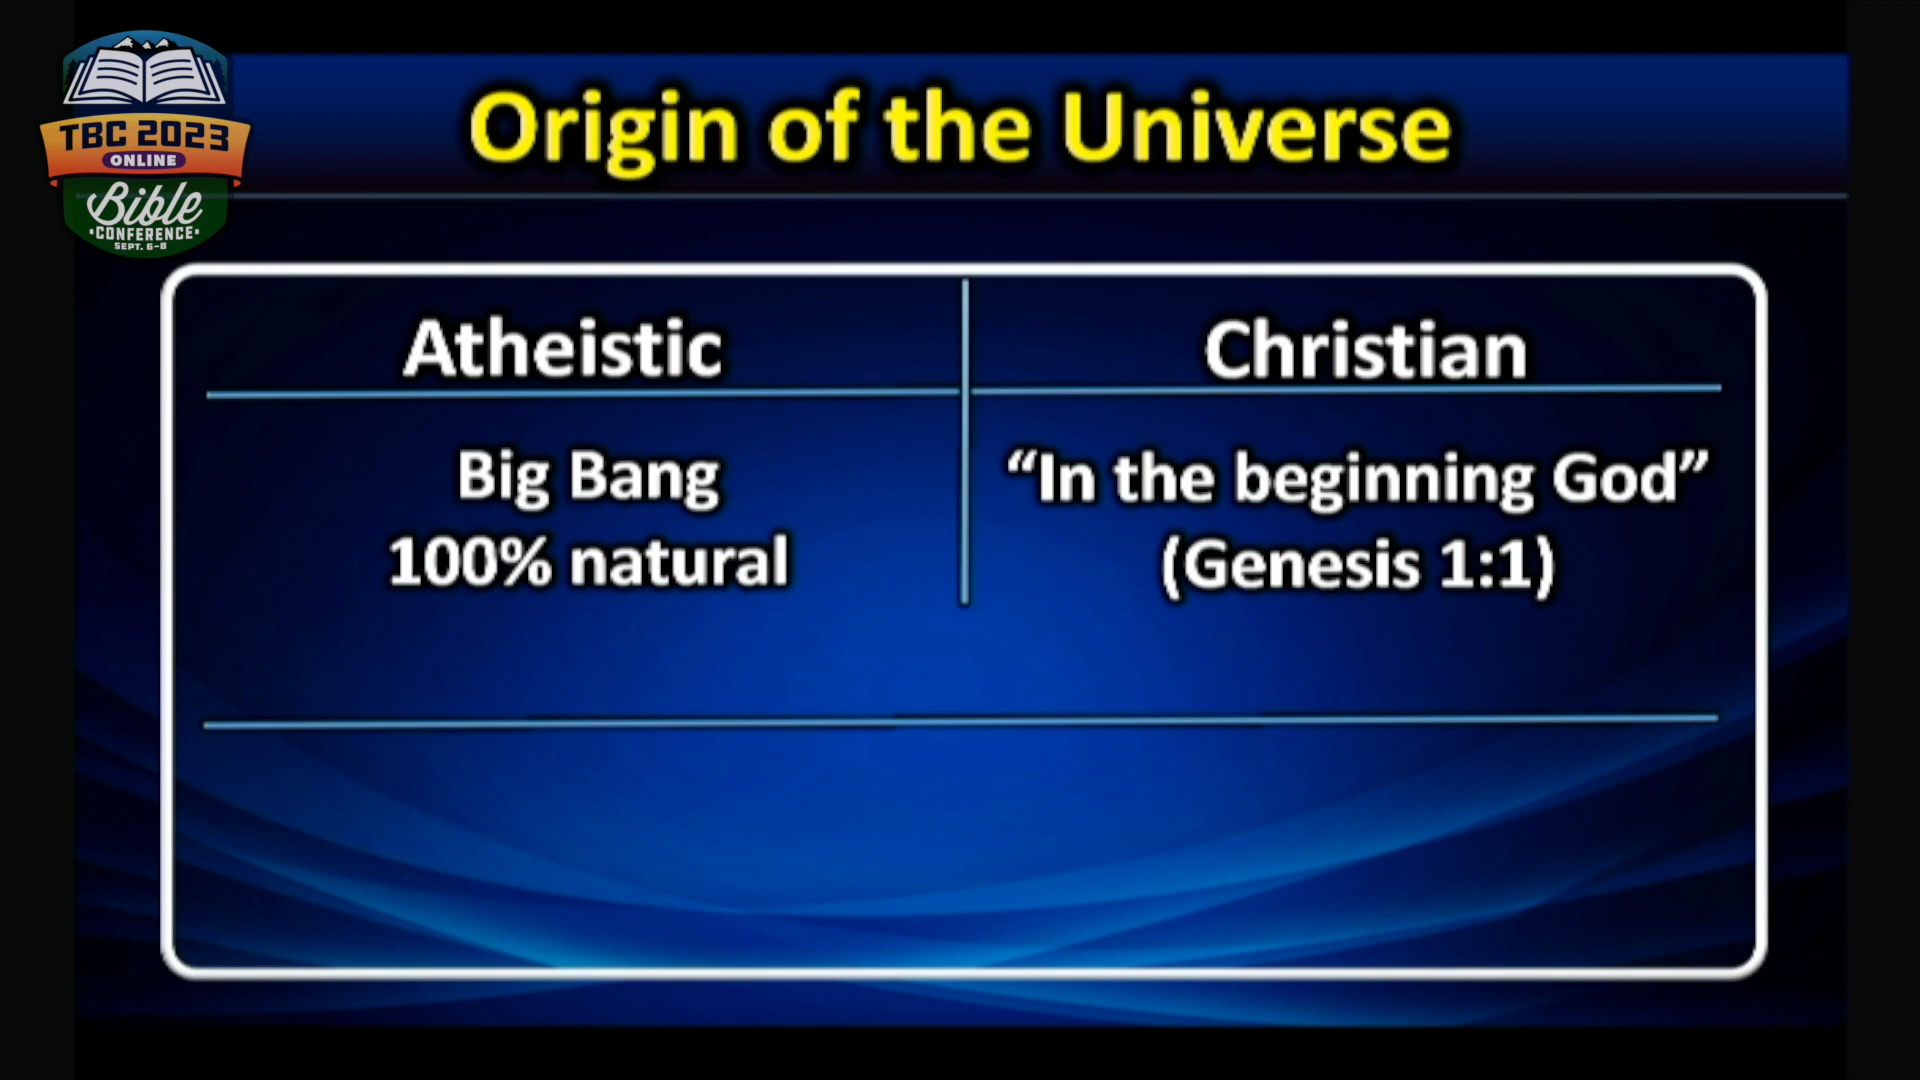 TBC 2023
ONLINE
Bible
•CONFERENCE•
SEPT. 6-8
Origin of the Universe
Atheistic
Christian
Big Bang
100% natural
“In the beginning God”
(Genesis 1:1)